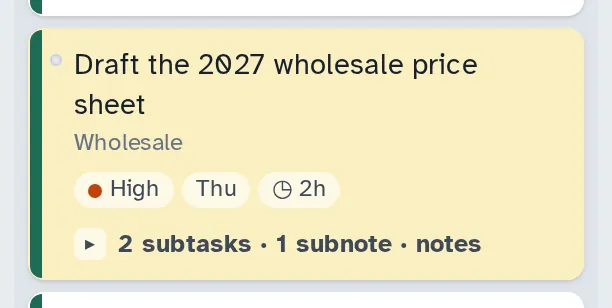 Draft the 2027 wholesale price
sheet
Wholesale
High Thu 2h
2 subtasks · 1 subnote · notes